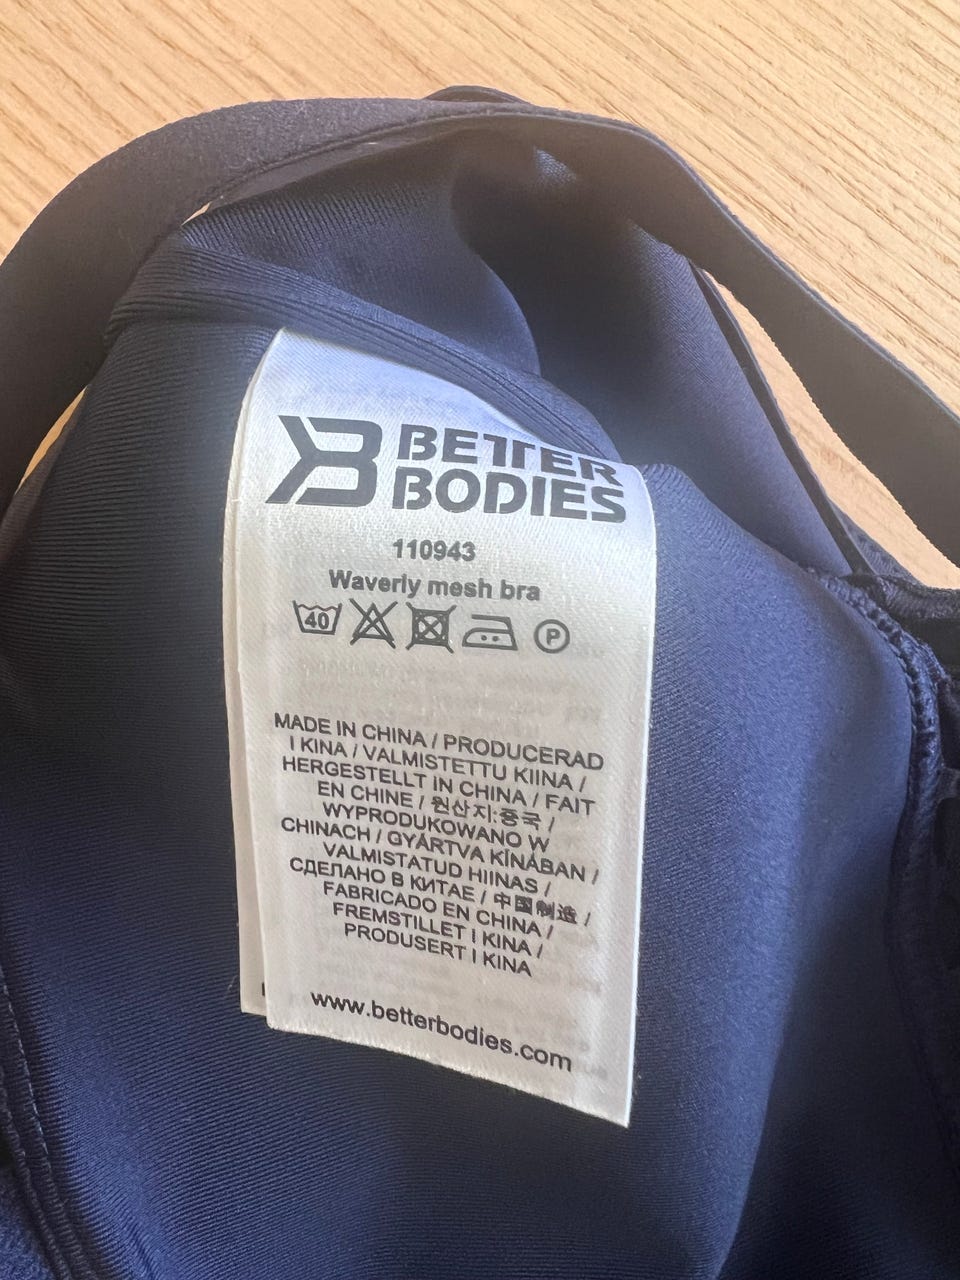 BETTER
BODIES
110943
Waverly mesh bra
40
P
MADE IN CHINA / PRODUCERAD
I KINA / VALMISTETTU KIINA /
HERGESTELLT IN CHINA / FAIT
EN CHINE / 원산지:중국 /
WYPRODUKOWANO W
CHINACH / GYÁRTVA KÍNÁBAN /
VALMISTATUD HIINAS /
СДЕЛАНО В КИТАЕ / 中国制造 /
FABRICADO EN CHINA /
FREMSTILLET I KINA /
PRODUSERT I KINA
www.betterbodies.com